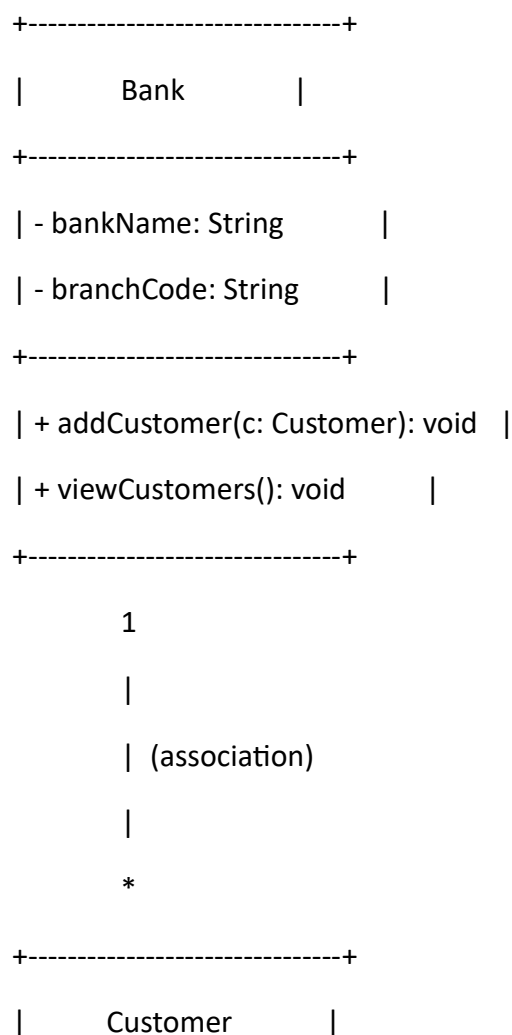 +--------------------------------+
|        Bank            |
+--------------------------------+
| - bankName: String          |
| - branchCode: String        |
+--------------------------------+
| + addCustomer(c: Customer): void  |
| + viewCustomers(): void        |
+--------------------------------+
1
|
|  (association)
|
*
+--------------------------------+
|        Customer          |